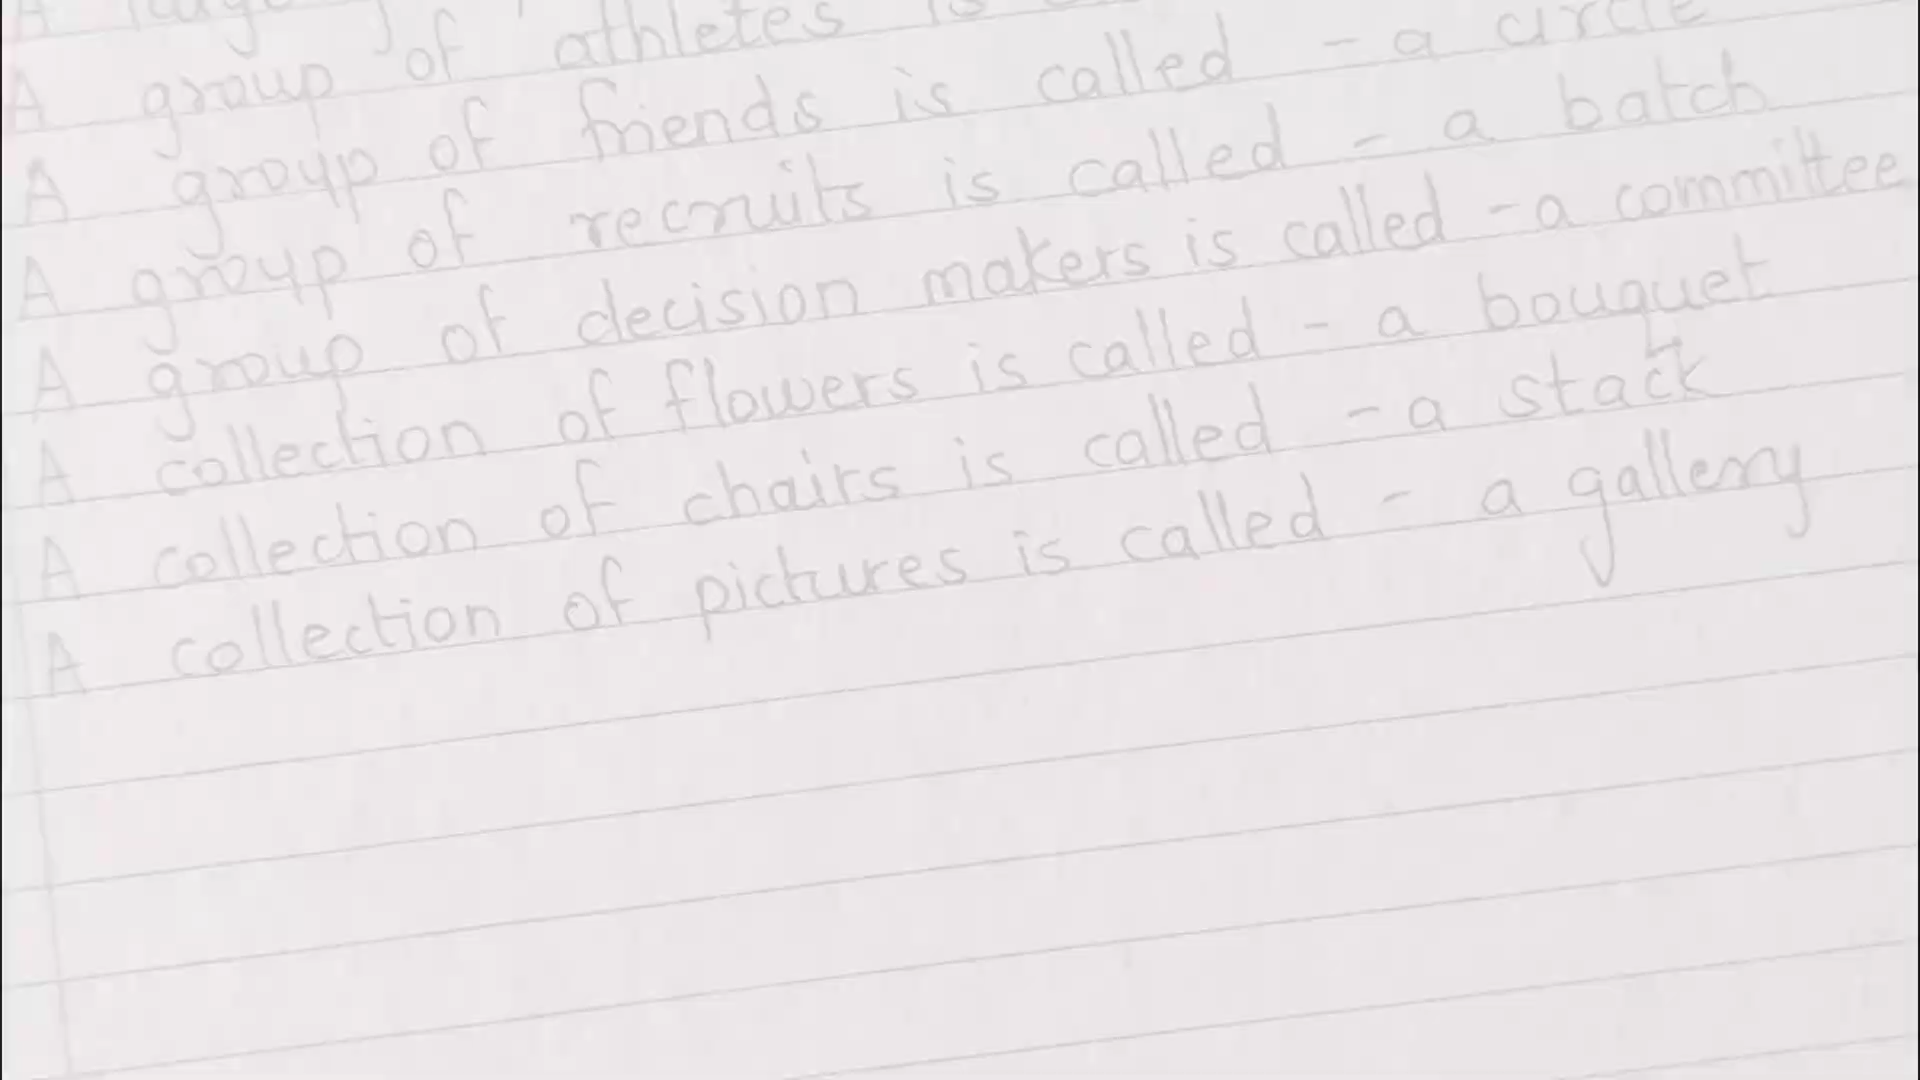 A group of athletes is
A group of friends is called - a circle
A group of recruits is called - a batch
A group of decision makers is called - a committee
A collection of flowers is called - a bouquet
A collection of chairs is called - a stack
A collection of pictures is called - a gallery